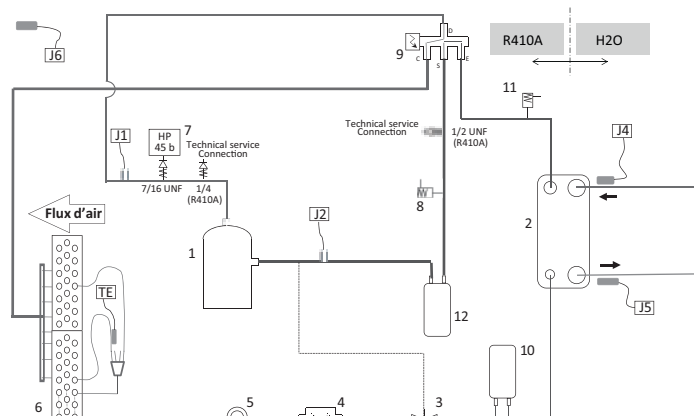 D
R410A
H2O
J6
9
C
S
E
11
Technical service
Connection
1/2 UNF
(R410A)
J1
HP
45 b
7
Technical service
Connection
7/16 UNF
1/4
(R410A)
J4
Flux d'air
8
J2
2
1
TE
J5
12
10
6
5
4
3